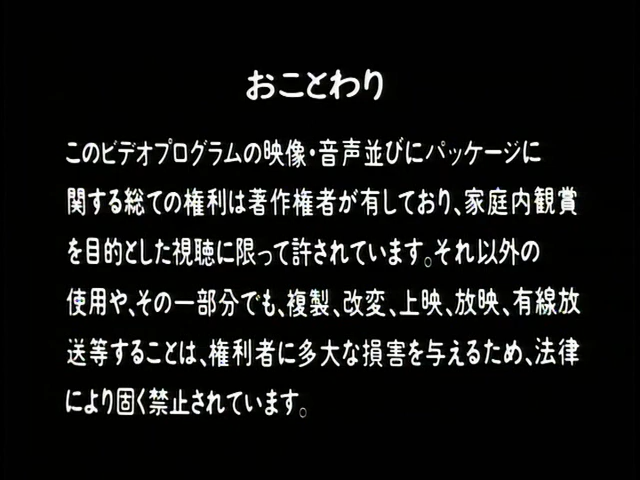 おことわり
このビデオプログラムの映像・音声並びにパッケージに
関する総ての権利は著作権者が有しており、家庭内観賞
を目的とした視聴に限って許されています。それ以外の
使用や、その一部分でも、複製、改変、上映、放映、有線放
送等することは、権利者に多大な損害を与えるため、法律
により固く禁止されています。